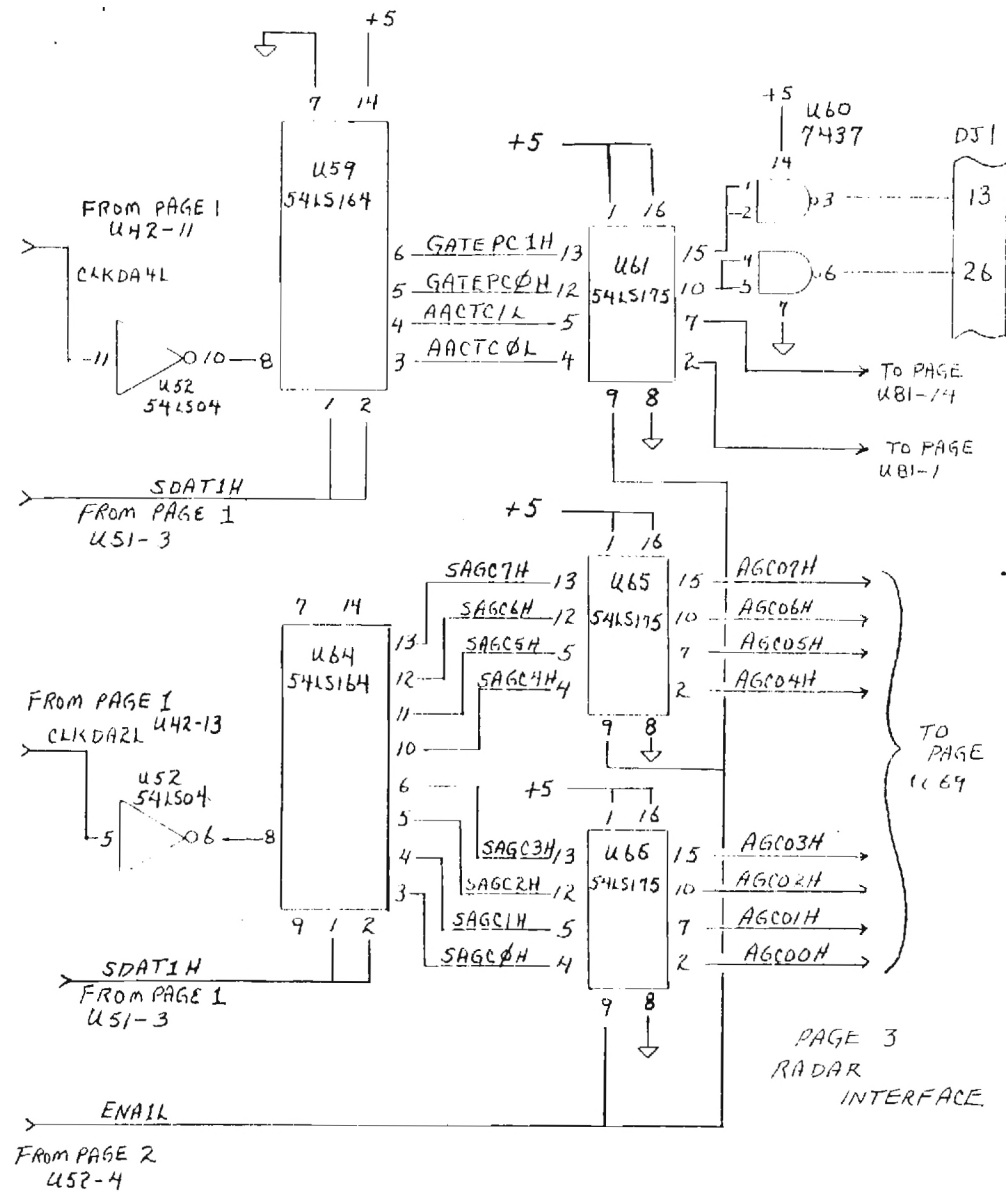 +5
7 14
U59
54LS164
FROM PAGE 1
U42-11
CLKDA4L
11
10
8
U52
54LS04
6 GATEPC1H 13
5 GATEPCØH 12
4 AACTC1L 5
3 AACTCØL 4
1 2
SDAT1H
FROM PAGE 1
U51-3
+5
1 16
U61
54LS175
15
10
7
2
9 8
+5 U60
7437
14
1
2
3
4
5
6
7
DJ1
13
26
TO PAGE
U81-14
TO PAGE
U81-1
+5
1 16
SAGC7H 13
SAGC6H 12
SAGC5H 5
SAGC4H 4
U65
54LS175
15 AGC07H
10 AGC06H
7 AGC05H
2 AGC04H
9 8
7 14
U64
54LS164
13
12
11
10
6
5
4
3
9 1 2
FROM PAGE 1
U42-13
CLKDA2L
U52
54LS04
5
6
8
SDAT1H
FROM PAGE 1
U51-3
+5
1 16
SAGC3H 13
SAGC2H 12
SAGC1H 5
SAGCØH 4
U66
54LS175
15 AGC03H
10 AGC02H
7 AGC01H
2 AGC00H
9 8
TO
PAGE
U69
ENA1L
FROM PAGE 2
U52-4
PAGE 3
RADAR
INTERFACE